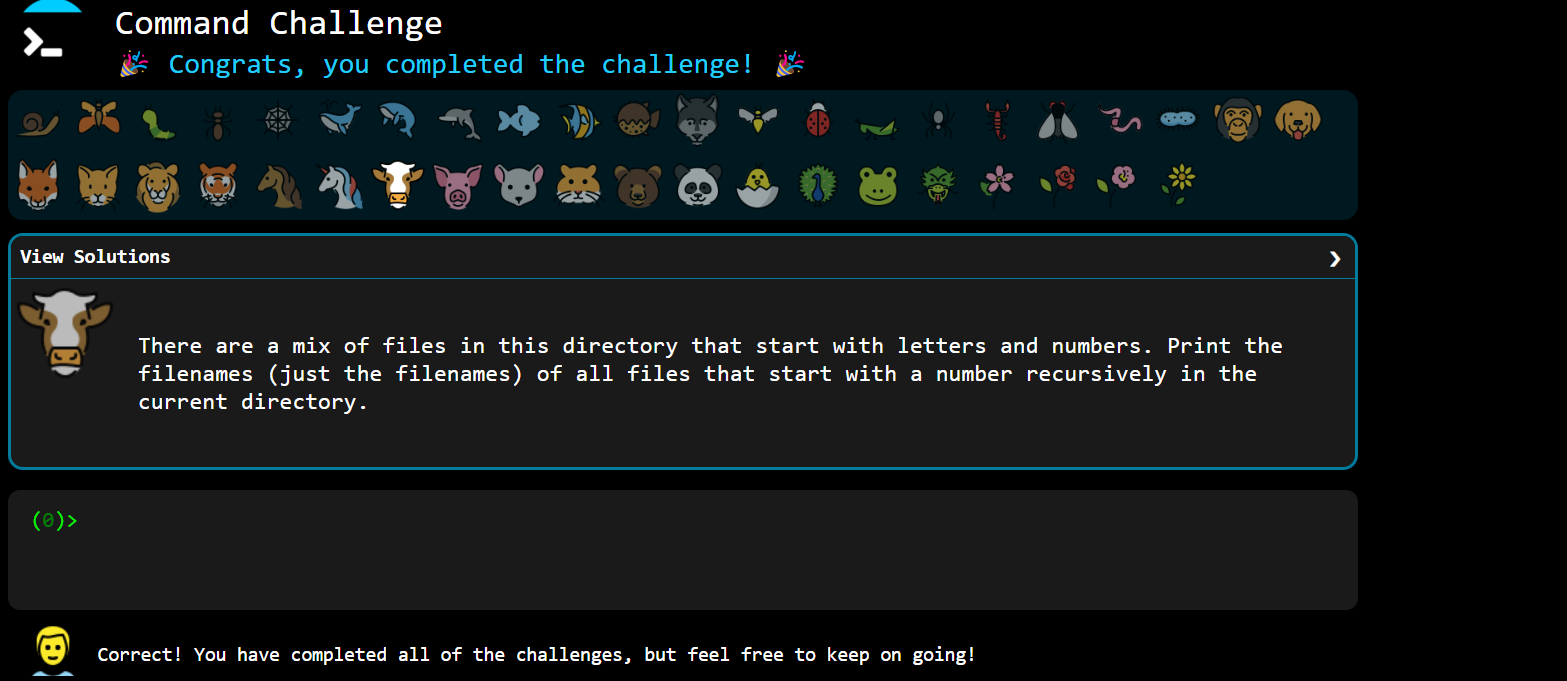 Command Challenge
🎉 Congrats, you completed the challenge! 🎉
View Solutions ❯
There are a mix of files in this directory that start with letters and numbers. Print the
filenames (just the filenames) of all files that start with a number recursively in the
current directory.
(0)>
Correct! You have completed all of the challenges, but feel free to keep on going!